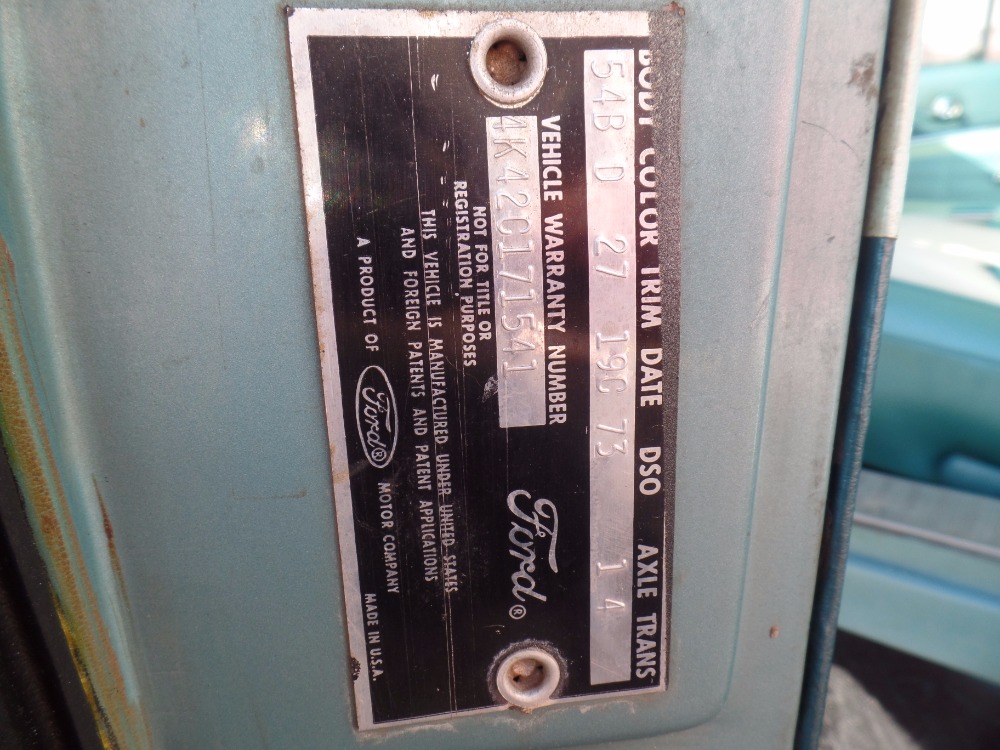 BODY COLOR TRIM DATE DSO AXLE TRANS
54B D 27 19G 73 1 4
VEHICLE WARRANTY NUMBER
4K42C171541
Ford®
NOT FOR TITLE OR
REGISTRATION PURPOSES
THIS VEHICLE IS MANUFACTURED UNDER UNITED STATES
AND FOREIGN PATENTS AND PATENT APPLICATIONS
A PRODUCT OF Ford® MOTOR COMPANY MADE IN U.S.A.